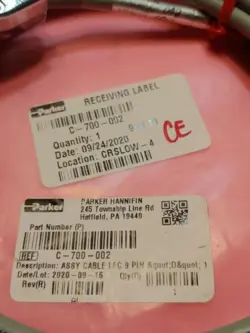 Parker
RECEIVING LABEL
C-700-002
Quantity: 1
Date: 09/24/2020
Location: CRSLOW-4
CE
Parker
PARKER HANNIFIN
245 Township Line Rd
Hatfield, PA 19440
Part Number (P)
REF C-700-002
Description: ASSY CABLE LFC 9 PIN &quot;D&quot; 1
Date/Lot: 2020-09-16 Qty(Q)
Rev(R)